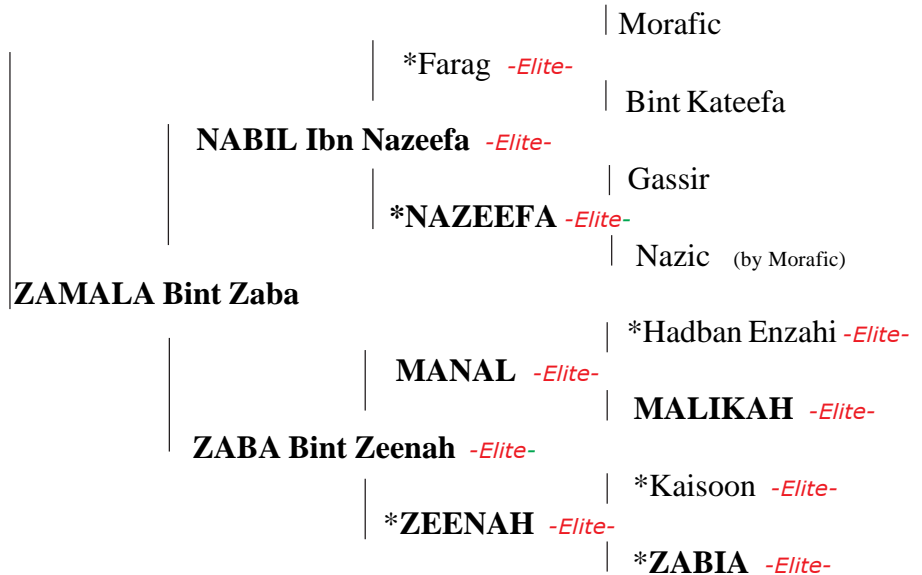 Morafic
*Farag -Elite-
Bint Kateefa
NABIL Ibn Nazeefa -Elite-
Gassir
*NAZEEFA -Elite-
Nazic (by Morafic)
ZAMALA Bint Zaba
*Hadban Enzahi -Elite-
MANAL -Elite-
MALIKAH -Elite-
ZABA Bint Zeenah -Elite-
*Kaisoon -Elite-
*ZEENAH -Elite-
*ZABIA -Elite-